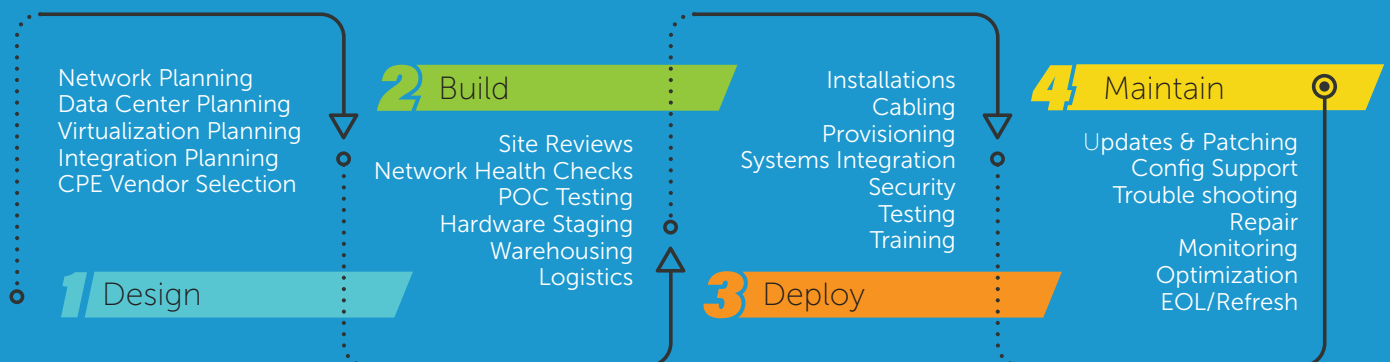 Network Planning
Data Center Planning
Virtualization Planning
Integration Planning
CPE Vendor Selection
1 Design
2 Build
Site Reviews
Network Health Checks
POC Testing
Hardware Staging
Warehousing
Logistics
Installations
Cabling
Provisioning
Systems Integration
Security
Testing
Training
3 Deploy
4 Maintain
Updates & Patching
Config Support
Trouble shooting
Repair
Monitoring
Optimization
EOL/Refresh